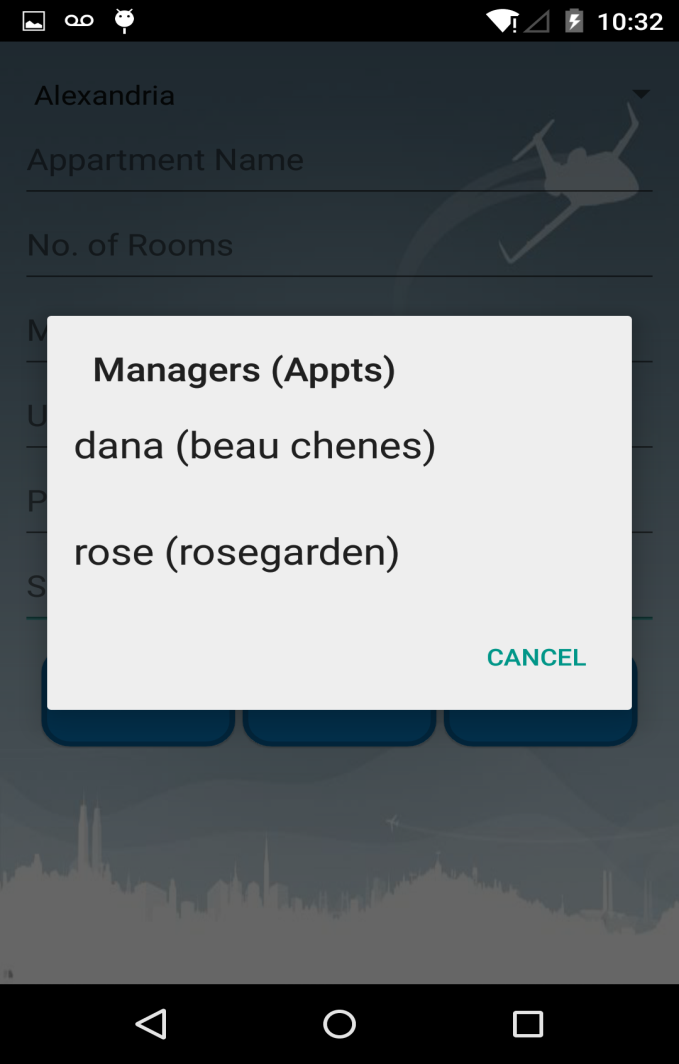 10:32
Alexandria
Appartment Name
No. of Rooms
M
U
P
S
Managers (Appts)
dana (beau chenes)
rose (rosegarden)
CANCEL